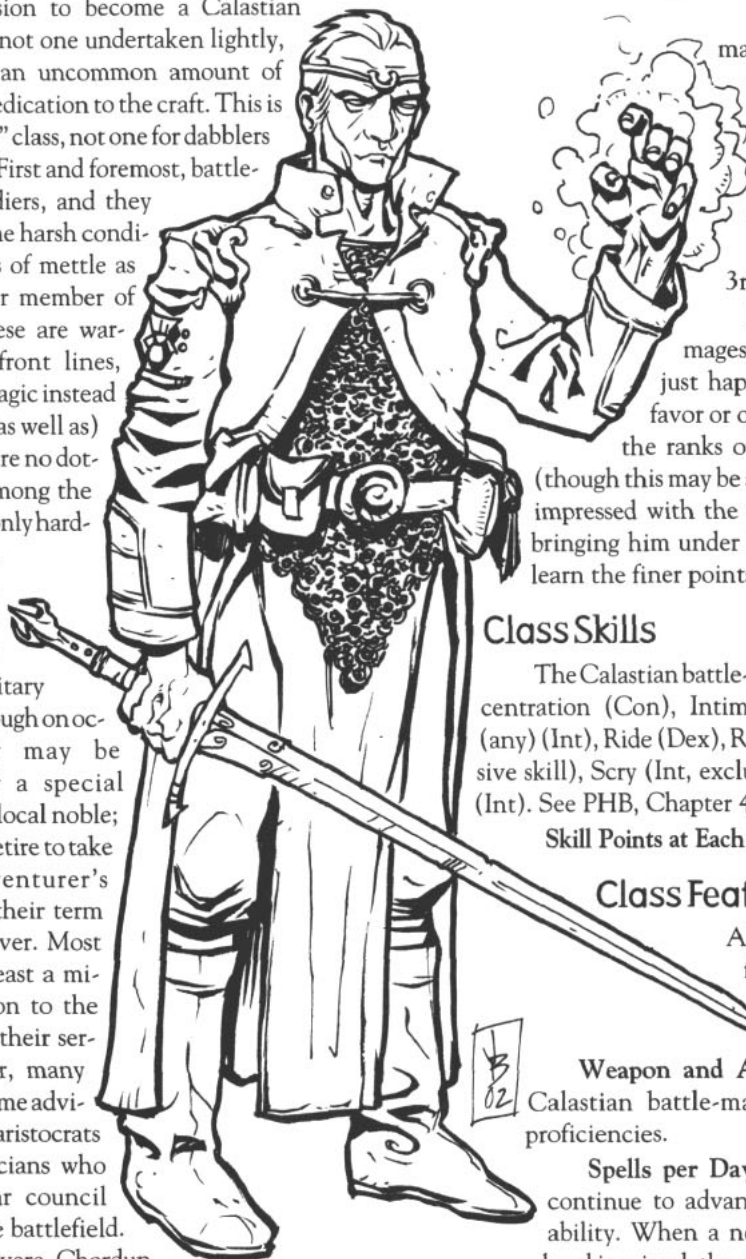 sion to become a Calastian
not one undertaken lightly,
an uncommon amount of
edication to the craft. This is
” class, not one for dabblers
First and foremost, battle-
diers, and they
he harsh condi-
s of mettle as
r member of
ese are war-
front lines,
agic instead
as well as)
re no dot-
mong the
only hard-
itary
ugh on oc-
may be
a special
local noble;
etire to take
venturer's
their term
ver. Most
east a mi-
on to the
their ser-
r, many
me advi-
aristocrats
cians who
ar council
e battlefield.
ma
3r
mages
just hap
favor or o
the ranks o
(though this may be
impressed with the
bringing him under
learn the finer point
Class Skills
The Calastian battle-
centration (Con), Intim
(any) (Int), Ride (Dex), R
sive skill), Scry (Int, exclu
(Int). See PHB, Chapter 4
Skill Points at Each
Class Feat
A
B
02
Weapon and A
Calastian battle-ma
proficiencies.
Spells per Day
continue to advan
ability. When a n